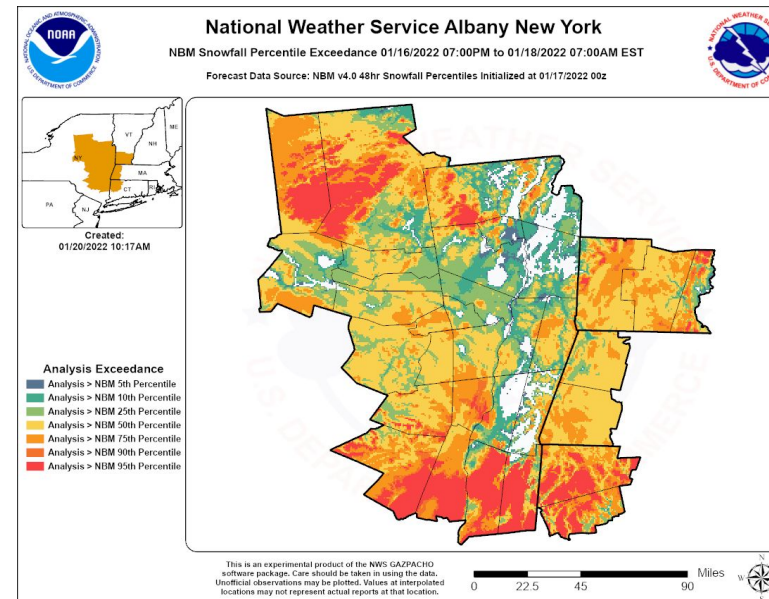 National Weather Service Albany New York
NBM Snowfall Percentile Exceedance 01/16/2022 07:00PM to 01/18/2022 07:00AM EST
Forecast Data Source: NBM v4.0 48hr Snowfall Percentiles Initialized at 01/17/2022 00z
NOAA
ME
VT
NH
NY
MA
CT
RI
PA
NJ
Created:
01/20/2022 10:17AM
Analysis Exceedance
Analysis > NBM 5th Percentile
Analysis > NBM 10th Percentile
Analysis > NBM 25th Percentile
Analysis > NBM 50th Percentile
Analysis > NBM 75th Percentile
Analysis > NBM 90th Percentile
Analysis > NBM 95th Percentile
This is an experimental product of the NWS GAZPACHO
software package. Care should be taken in using the data.
Unofficial observations may be plotted. Values at interpolated
locations may not represent actual reports at that location.
Miles
0 22.5 45 90
N
W
S